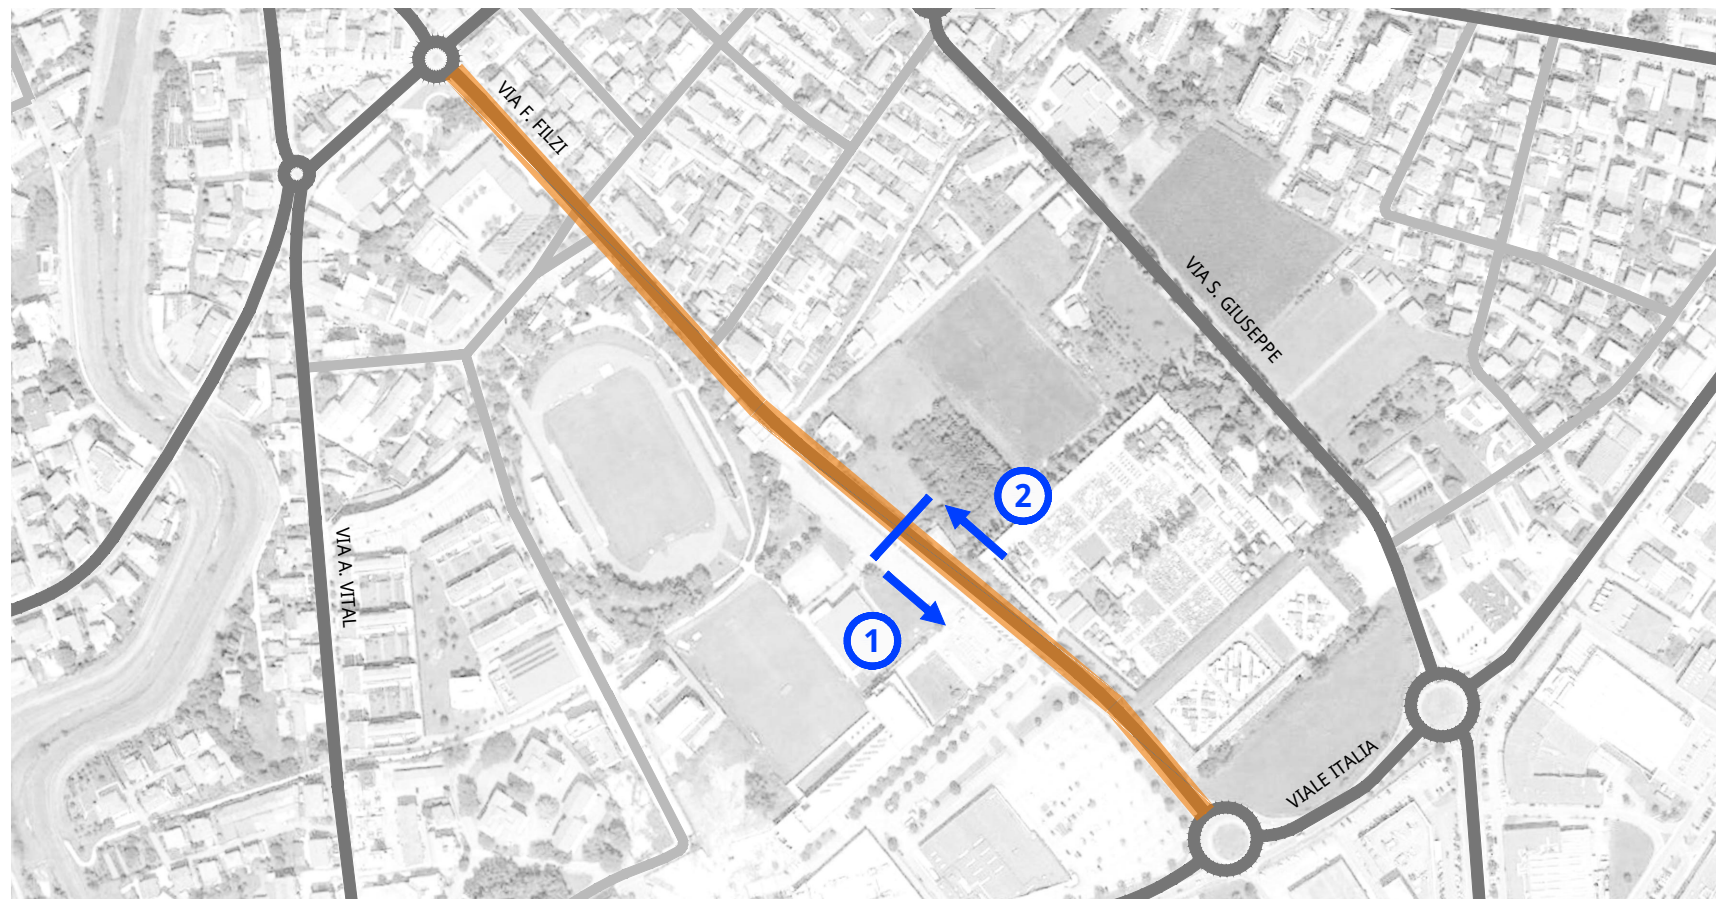 VIA F. FILZI
VIA S. GIUSEPPE
2
VIA A. VITAL
1
VIALE ITALIA